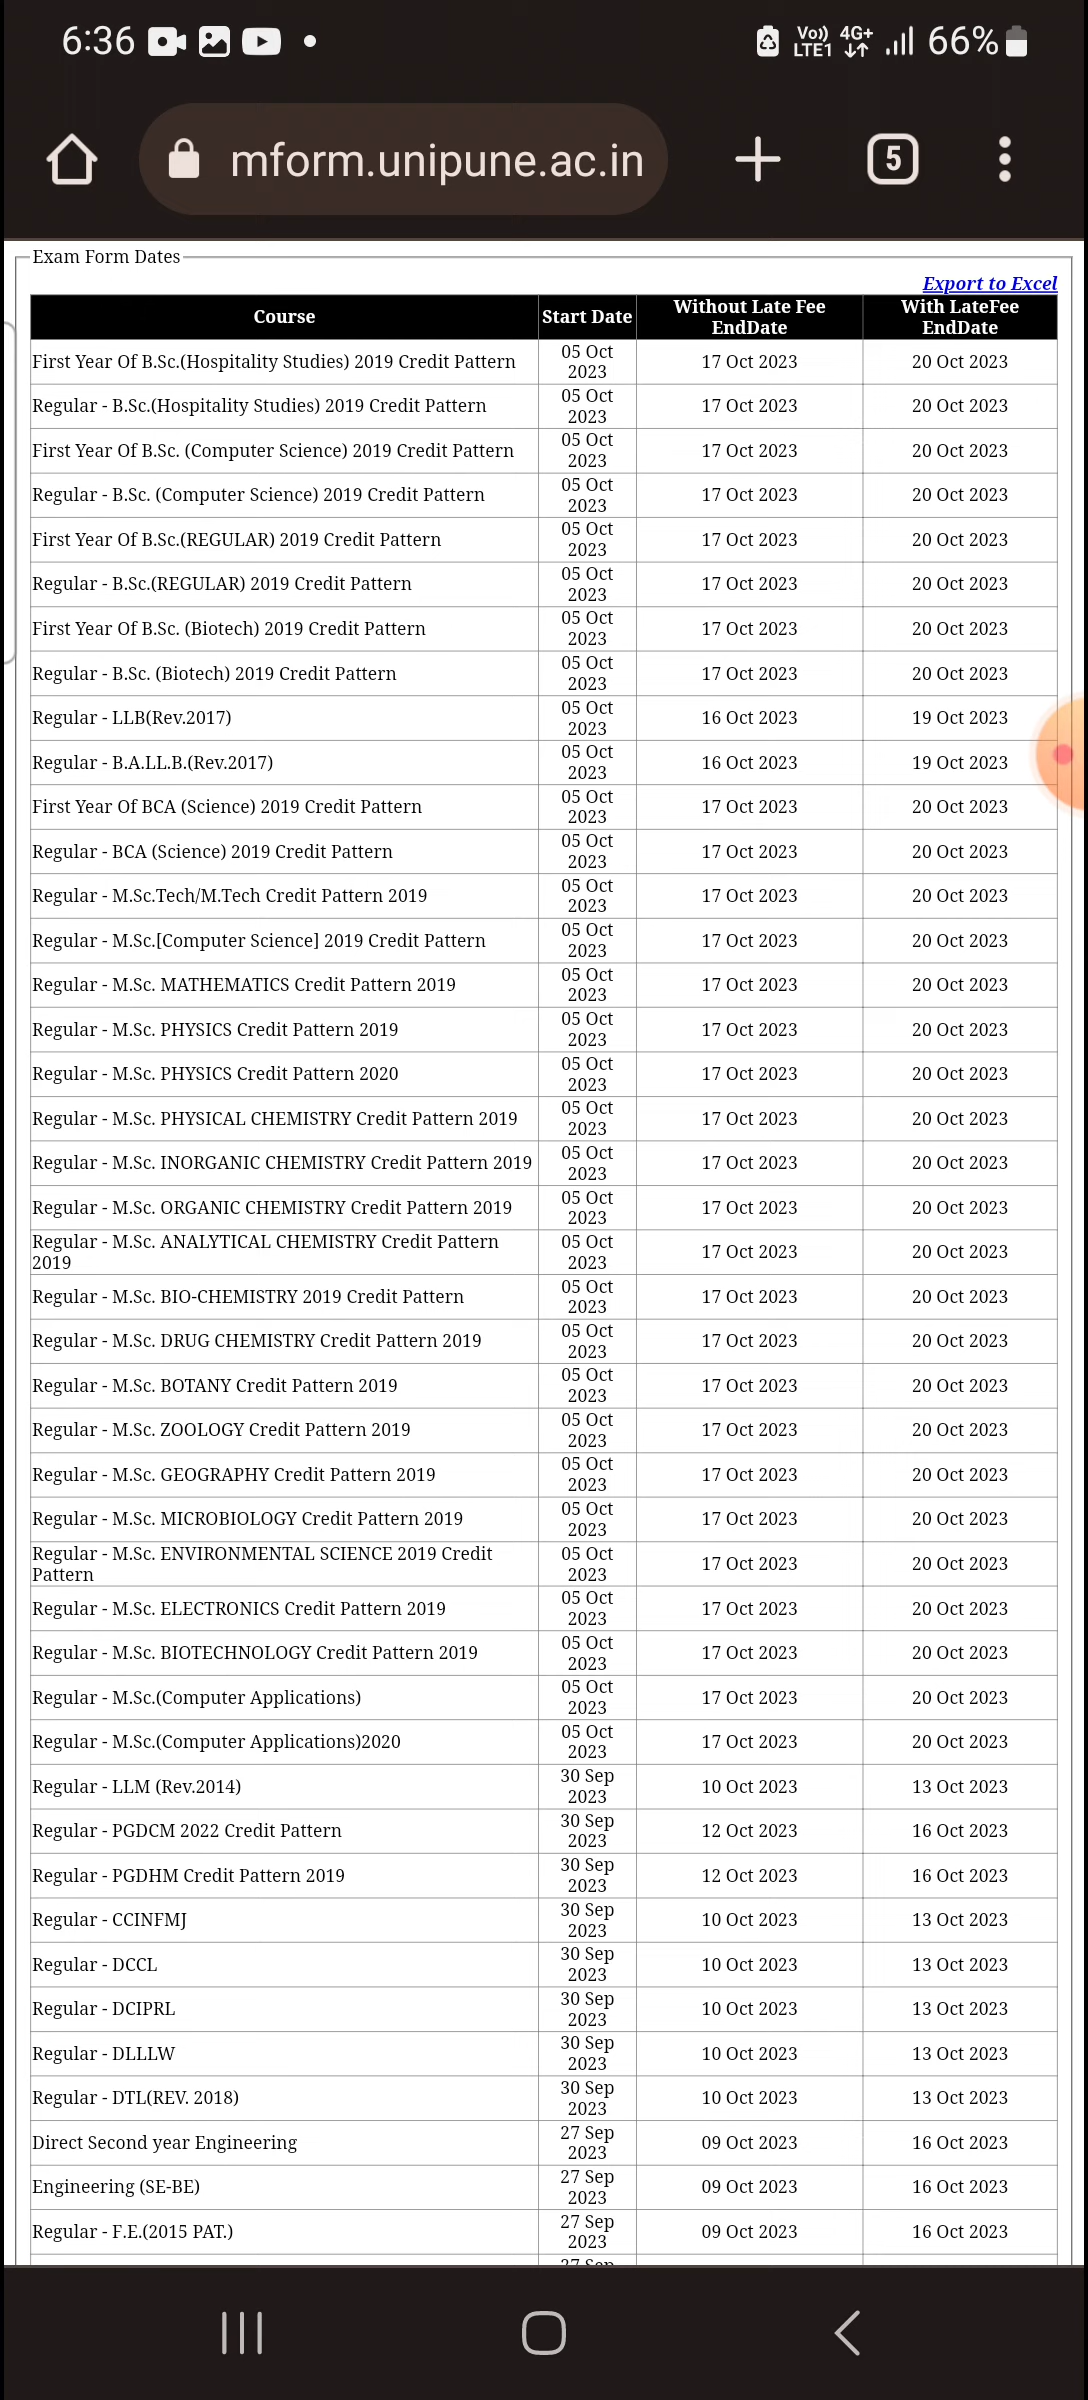 6:36
Vo)) LTE1 4G+ 66%
mform.unipune.ac.in
5
Exam Form Dates
Export to Excel
Course Start Date Without Late Fee EndDate With LateFee EndDate
First Year Of B.Sc.(Hospitality Studies) 2019 Credit Pattern 05 Oct 2023 17 Oct 2023 20 Oct 2023
Regular - B.Sc.(Hospitality Studies) 2019 Credit Pattern 05 Oct 2023 17 Oct 2023 20 Oct 2023
First Year Of B.Sc. (Computer Science) 2019 Credit Pattern 05 Oct 2023 17 Oct 2023 20 Oct 2023
Regular - B.Sc. (Computer Science) 2019 Credit Pattern 05 Oct 2023 17 Oct 2023 20 Oct 2023
First Year Of B.Sc.(REGULAR) 2019 Credit Pattern 05 Oct 2023 17 Oct 2023 20 Oct 2023
Regular - B.Sc.(REGULAR) 2019 Credit Pattern 05 Oct 2023 17 Oct 2023 20 Oct 2023
First Year Of B.Sc. (Biotech) 2019 Credit Pattern 05 Oct 2023 17 Oct 2023 20 Oct 2023
Regular - B.Sc. (Biotech) 2019 Credit Pattern 05 Oct 2023 17 Oct 2023 20 Oct 2023
Regular - LLB(Rev.2017) 05 Oct 2023 16 Oct 2023 19 Oct 2023
Regular - B.A.LL.B.(Rev.2017) 05 Oct 2023 16 Oct 2023 19 Oct 2023
First Year Of BCA (Science) 2019 Credit Pattern 05 Oct 2023 17 Oct 2023 20 Oct 2023
Regular - BCA (Science) 2019 Credit Pattern 05 Oct 2023 17 Oct 2023 20 Oct 2023
Regular - M.Sc.Tech/M.Tech Credit Pattern 2019 05 Oct 2023 17 Oct 2023 20 Oct 2023
Regular - M.Sc.[Computer Science] 2019 Credit Pattern 05 Oct 2023 17 Oct 2023 20 Oct 2023
Regular - M.Sc. MATHEMATICS Credit Pattern 2019 05 Oct 2023 17 Oct 2023 20 Oct 2023
Regular - M.Sc. PHYSICS Credit Pattern 2019 05 Oct 2023 17 Oct 2023 20 Oct 2023
Regular - M.Sc. PHYSICS Credit Pattern 2020 05 Oct 2023 17 Oct 2023 20 Oct 2023
Regular - M.Sc. PHYSICAL CHEMISTRY Credit Pattern 2019 05 Oct 2023 17 Oct 2023 20 Oct 2023
Regular - M.Sc. INORGANIC CHEMISTRY Credit Pattern 2019 05 Oct 2023 17 Oct 2023 20 Oct 2023
Regular - M.Sc. ORGANIC CHEMISTRY Credit Pattern 2019 05 Oct 2023 17 Oct 2023 20 Oct 2023
Regular - M.Sc. ANALYTICAL CHEMISTRY Credit Pattern 2019 05 Oct 2023 17 Oct 2023 20 Oct 2023
Regular - M.Sc. BIO-CHEMISTRY 2019 Credit Pattern 05 Oct 2023 17 Oct 2023 20 Oct 2023
Regular - M.Sc. DRUG CHEMISTRY Credit Pattern 2019 05 Oct 2023 17 Oct 2023 20 Oct 2023
Regular - M.Sc. BOTANY Credit Pattern 2019 05 Oct 2023 17 Oct 2023 20 Oct 2023
Regular - M.Sc. ZOOLOGY Credit Pattern 2019 05 Oct 2023 17 Oct 2023 20 Oct 2023
Regular - M.Sc. GEOGRAPHY Credit Pattern 2019 05 Oct 2023 17 Oct 2023 20 Oct 2023
Regular - M.Sc. MICROBIOLOGY Credit Pattern 2019 05 Oct 2023 17 Oct 2023 20 Oct 2023
Regular - M.Sc. ENVIRONMENTAL SCIENCE 2019 Credit Pattern 05 Oct 2023 17 Oct 2023 20 Oct 2023
Regular - M.Sc. ELECTRONICS Credit Pattern 2019 05 Oct 2023 17 Oct 2023 20 Oct 2023
Regular - M.Sc. BIOTECHNOLOGY Credit Pattern 2019 05 Oct 2023 17 Oct 2023 20 Oct 2023
Regular - M.Sc.(Computer Applications) 05 Oct 2023 17 Oct 2023 20 Oct 2023
Regular - M.Sc.(Computer Applications)2020 05 Oct 2023 17 Oct 2023 20 Oct 2023
Regular - LLM (Rev.2014) 30 Sep 2023 10 Oct 2023 13 Oct 2023
Regular - PGDCM 2022 Credit Pattern 30 Sep 2023 12 Oct 2023 16 Oct 2023
Regular - PGDHM Credit Pattern 2019 30 Sep 2023 12 Oct 2023 16 Oct 2023
Regular - CCINFMJ 30 Sep 2023 10 Oct 2023 13 Oct 2023
Regular - DCCL 30 Sep 2023 10 Oct 2023 13 Oct 2023
Regular - DCIPRL 30 Sep 2023 10 Oct 2023 13 Oct 2023
Regular - DLLLW 30 Sep 2023 10 Oct 2023 13 Oct 2023
Regular - DTL(REV. 2018) 30 Sep 2023 10 Oct 2023 13 Oct 2023
Direct Second year Engineering 27 Sep 2023 09 Oct 2023 16 Oct 2023
Engineering (SE-BE) 27 Sep 2023 09 Oct 2023 16 Oct 2023
Regular - F.E.(2015 PAT.) 27 Sep 2023 09 Oct 2023 16 Oct 2023
27 Sep